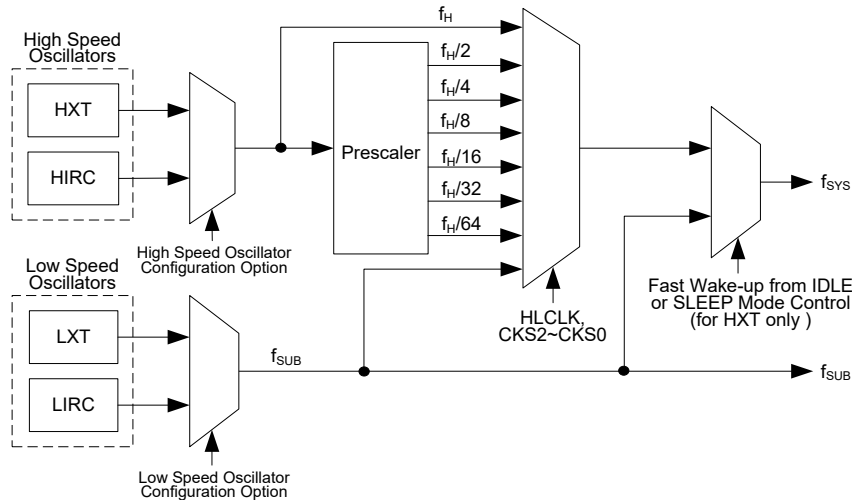 High Speed
Oscillators
HXT
HIRC
High Speed Oscillator
Configuration Option
Low Speed
Oscillators
LXT
LIRC
Low Speed Oscillator
Configuration Option
fH
Prescaler
fH/2
fH/4
fH/8
fH/16
fH/32
fH/64
fSUB
HLCLK,
CKS2~CKS0
Fast Wake-up from IDLE
or SLEEP Mode Control
(for HXT only )
fSYS
fSUB